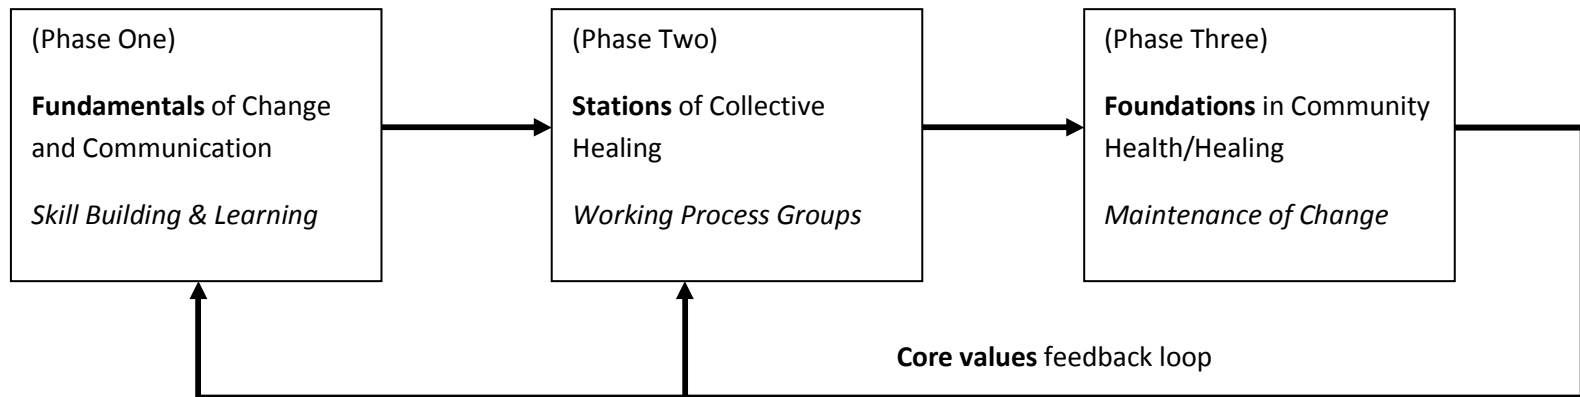 (Phase One)
Fundamentals of Change
and Communication
Skill Building & Learning
(Phase Two)
Stations of Collective
Healing
Working Process Groups
(Phase Three)
Foundations in Community
Health/Healing
Maintenance of Change
Core values feedback loop